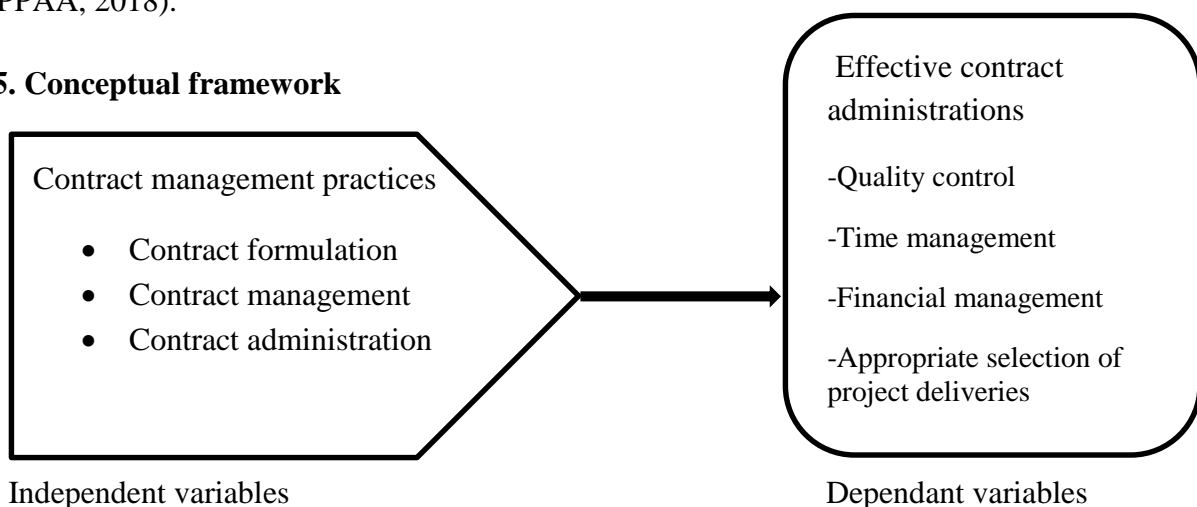 PPAA, 2018).
5. Conceptual framework
Contract management practices
• Contract formulation
• Contract management
• Contract administration
Independent variables
Effective contract
administrations
-Quality control
-Time management
-Financial management
-Appropriate selection of
project deliveries
Dependant variables